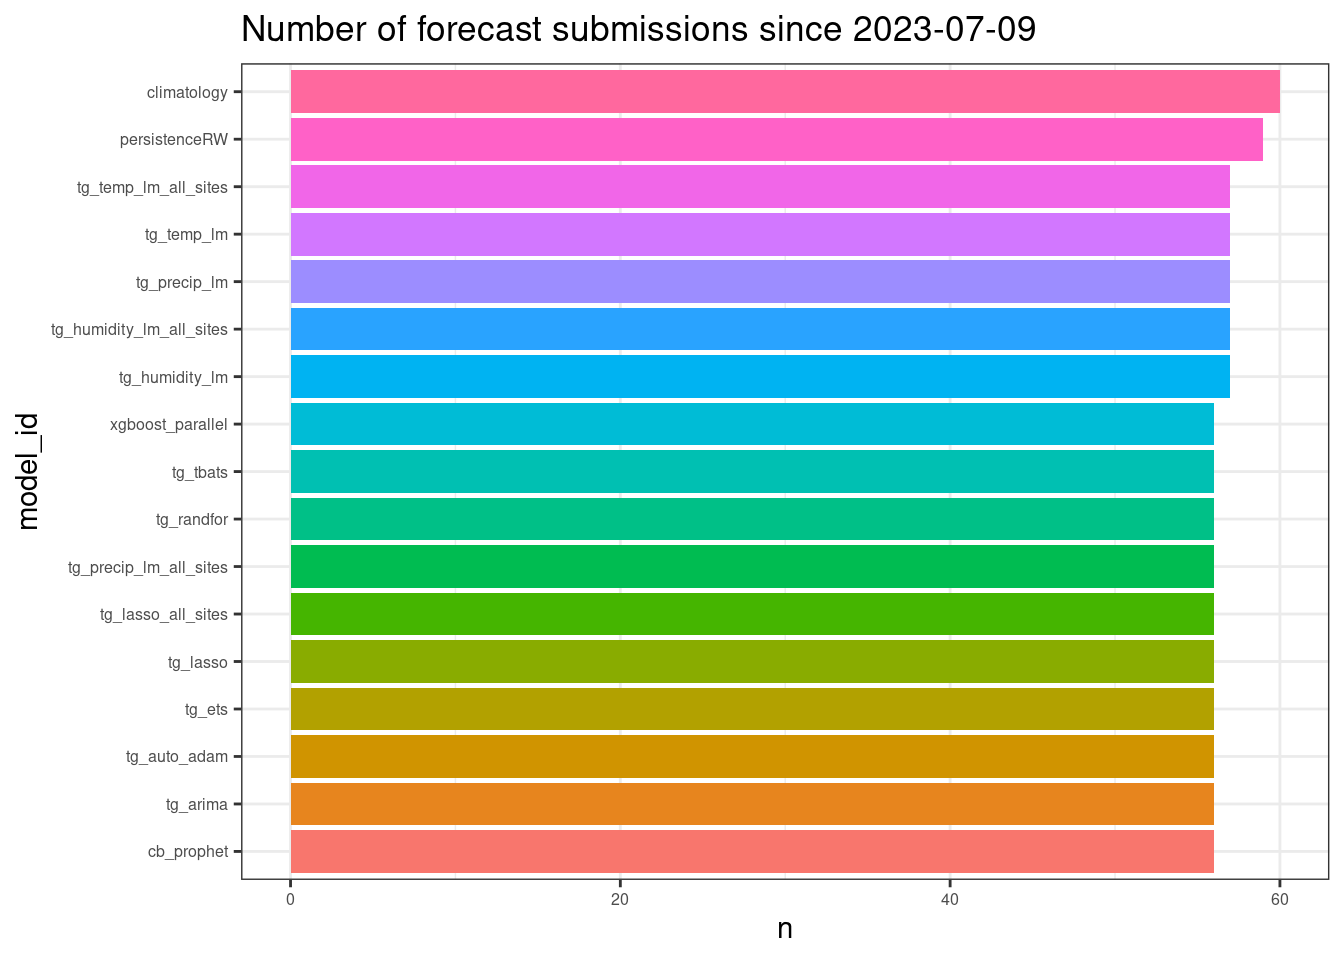 Number of forecast submissions since 2023-07-09
climatology
persistenceRW
tg_temp_lm_all_sites
tg_temp_lm
tg_precip_lm
tg_humidity_lm_all_sites
tg_humidity_lm
xgboost_parallel
tg_tbats
tg_randfor
tg_precip_lm_all_sites
tg_lasso_all_sites
tg_lasso
tg_ets
tg_auto_adam
tg_arima
cb_prophet
model_id
0 20 40 60
n